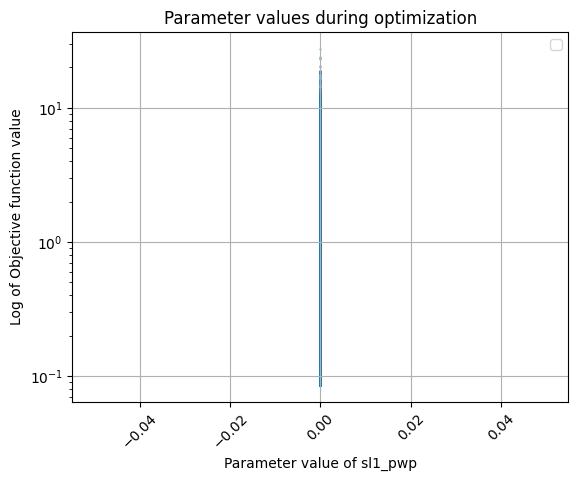 Parameter values during optimization
Log of Objective function value
10¹
10⁰
10⁻¹
−0.04
−0.02
0.00
0.02
0.04
Parameter value of sl1_pwp